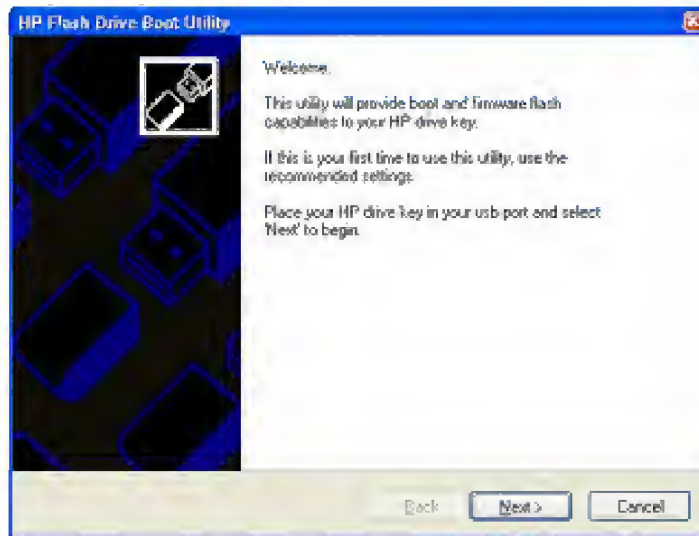 HP Flash Drive Boot Utility
Welcome.
This utility will provide boot and firmware flash
capabilities to your HP drive key.
If this is your first time to use this utility, use the
recommended settings.
Place your HP drive key in your usb port and select
'Next' to begin.
Back
Next >
Cancel